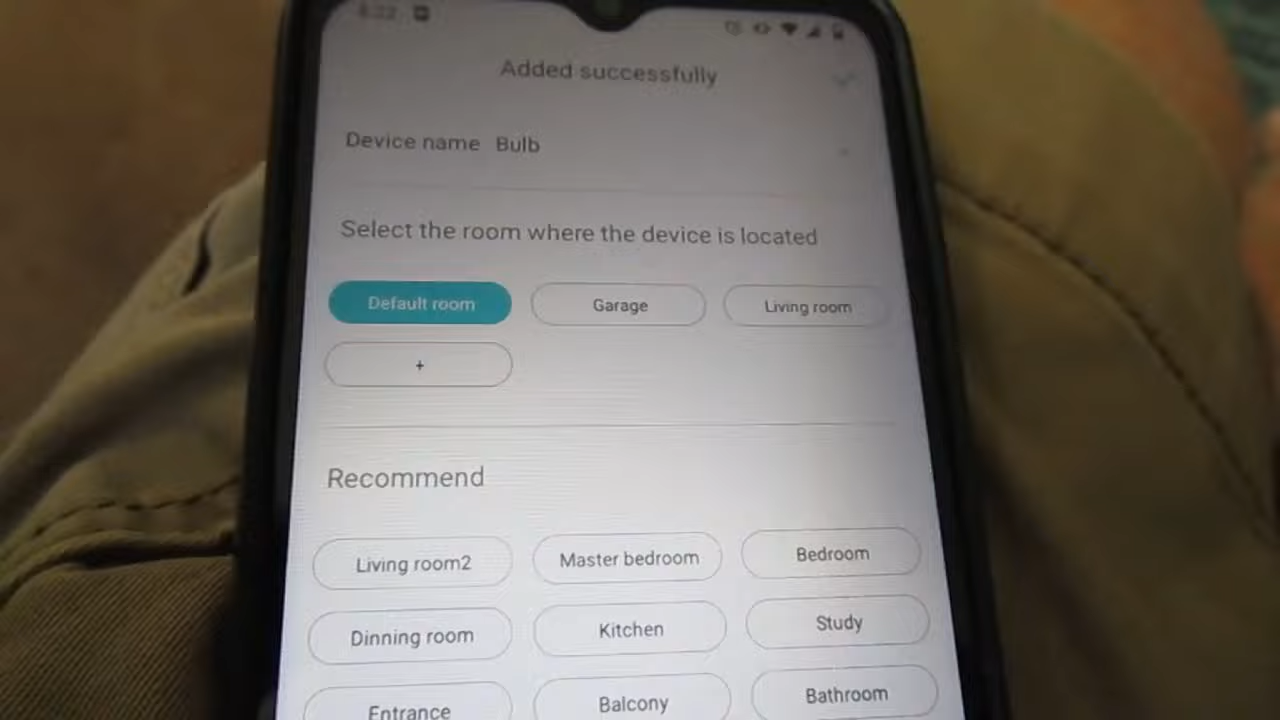 Added successfully
Device name Bulb
Select the room where the device is located
Default room Garage Living room
+
Recommend
Living room2 Master bedroom Bedroom
Dinning room Kitchen Study
Entrance Balcony Bathroom